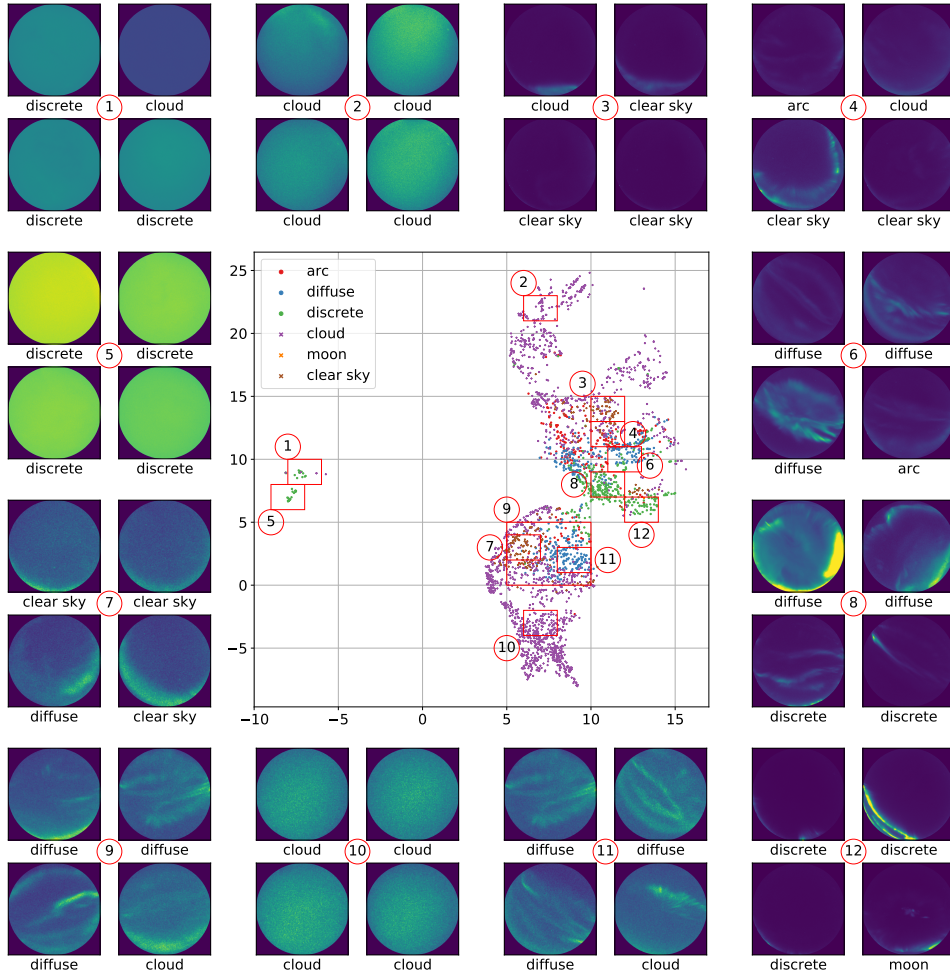 discrete 1 cloud
cloud 2 cloud
cloud 3 clear sky
arc 4 cloud
discrete discrete
cloud cloud
clear sky clear sky
clear sky clear sky
discrete 5 discrete
discrete discrete
arc
diffuse
discrete
cloud
moon
clear sky
25
20
15
10
5
0
−5
−10 −5 0 5 10 15
1
2
3
4
5
6
7
8
9
10
11
12
diffuse 6 diffuse
diffuse arc
clear sky 7 clear sky
diffuse clear sky
diffuse 8 diffuse
discrete discrete
diffuse 9 diffuse
cloud 10 cloud
diffuse 11 diffuse
discrete 12 discrete
diffuse cloud
cloud cloud
diffuse cloud
discrete moon